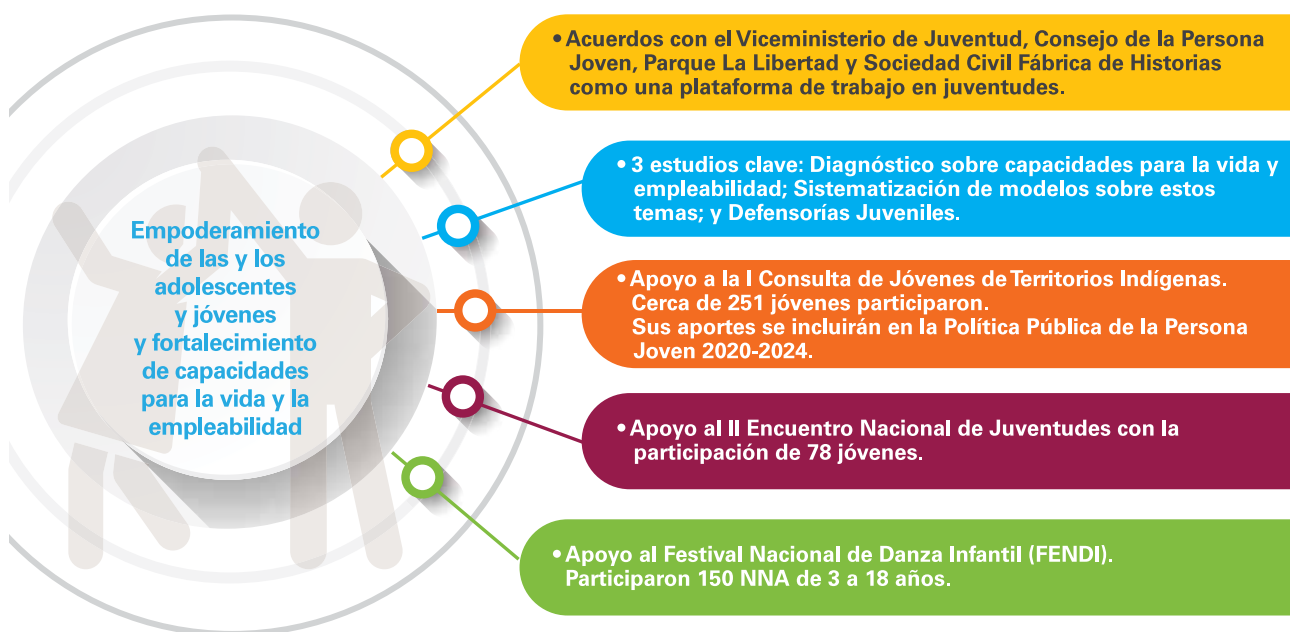 Empoderamiento
de las y los
adolescentes
y jóvenes
y fortalecimiento
de capacidades
para la vida y la
empleabilidad
• Acuerdos con el Viceministerio de Juventud, Consejo de la Persona
Joven, Parque La Libertad y Sociedad Civil Fábrica de Historias
como una plataforma de trabajo en juventudes.
• 3 estudios clave: Diagnóstico sobre capacidades para la vida y
empleabilidad; Sistematización de modelos sobre estos
temas; y Defensorías Juveniles.
• Apoyo a la I Consulta de Jóvenes de Territorios Indígenas.
Cerca de 251 jóvenes participaron.
Sus aportes se incluirán en la Política Pública de la Persona
Joven 2020-2024.
• Apoyo al II Encuentro Nacional de Juventudes con la
participación de 78 jóvenes.
• Apoyo al Festival Nacional de Danza Infantil (FENDI).
Participaron 150 NNA de 3 a 18 años.